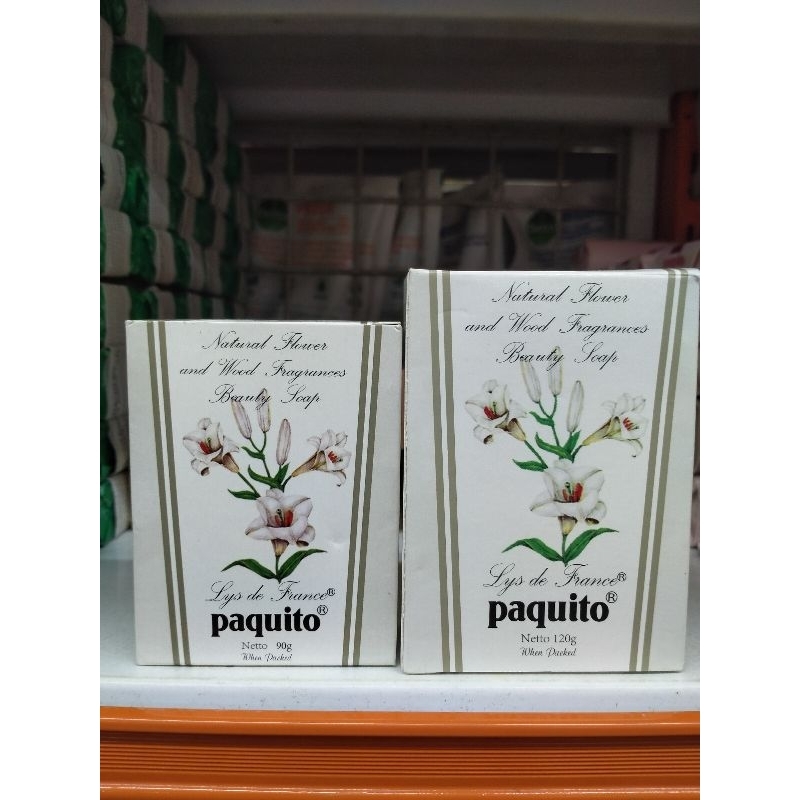 Natural Flower
and Wood Fragrances
Beauty Soap
Lys de France®
paquito®
Netto 90g
When Packed
Natural Flower
and Wood Fragrances
Beauty Soap
Lys de France®
paquito®
Netto 120g
When Packed